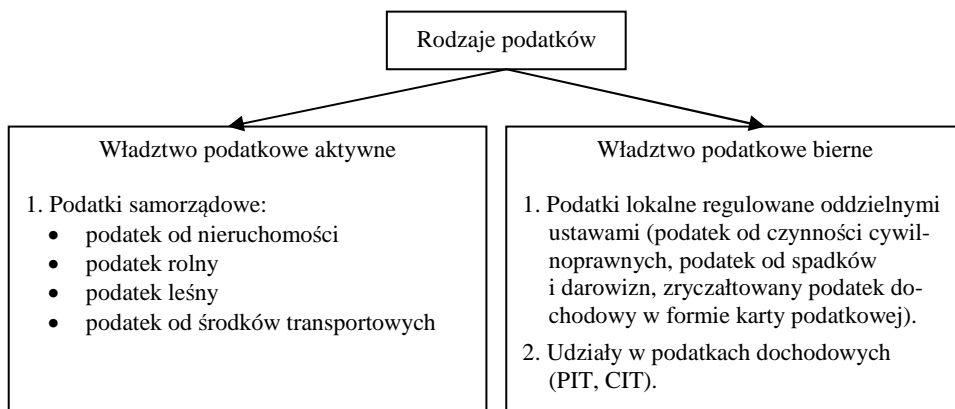 Rodzaje podatków
Władztwo podatkowe aktywne
1. Podatki samorządowe:
• podatek od nieruchomości
• podatek rolny
• podatek leśny
• podatek od środków transportowych
Władztwo podatkowe bierne
1. Podatki lokalne regulowane oddzielnymi
ustawami (podatek od czynności cywil-
noprawnych, podatek od spadków
i darowizn, zryczałtowany podatek do-
chodowy w formie karty podatkowej).
2. Udziały w podatkach dochodowych
(PIT, CIT).